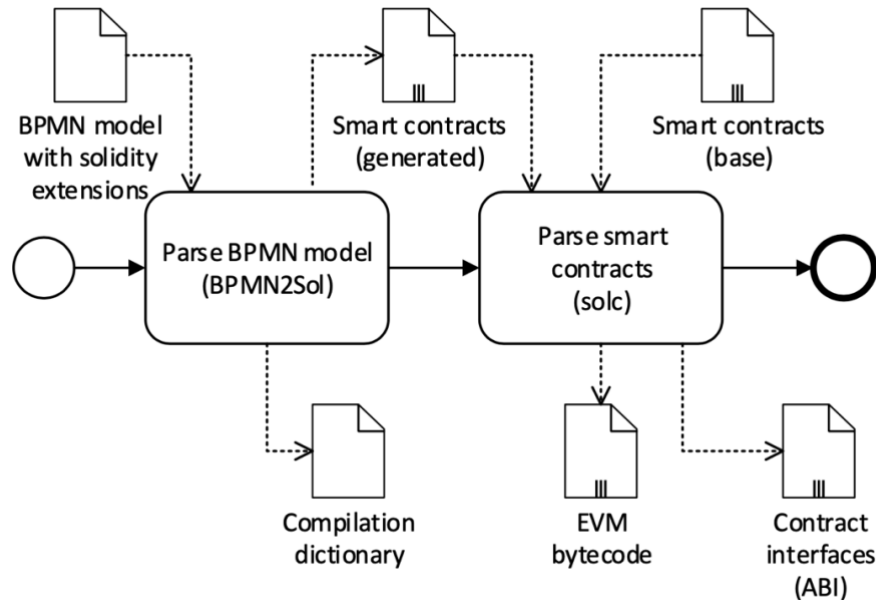 BPMN model
with solidity
extensions
Smart contracts
(generated)
Smart contracts
(base)
Parse BPMN model
(BPMN2Sol)
Parse smart
contracts
(solc)
Compilation
dictionary
EVM
bytecode
Contract
interfaces
(ABI)